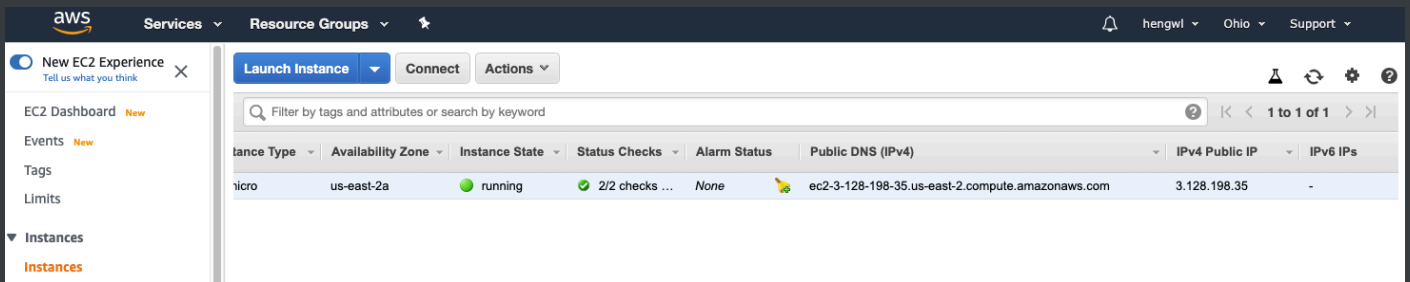 aws Services Resource Groups hengwl Ohio Support
New EC2 Experience
Tell us what you think
Launch Instance Connect Actions
EC2 Dashboard New
Filter by tags and attributes or search by keyword 1 to 1 of 1
Events New
tance Type Availability Zone Instance State Status Checks Alarm Status Public DNS (IPv4) IPv4 Public IP IPv6 IPs
Tags
nicro us-east-2a running 2/2 checks ... None ec2-3-128-198-35.us-east-2.compute.amazonaws.com 3.128.198.35 -
Limits
Instances
Instances